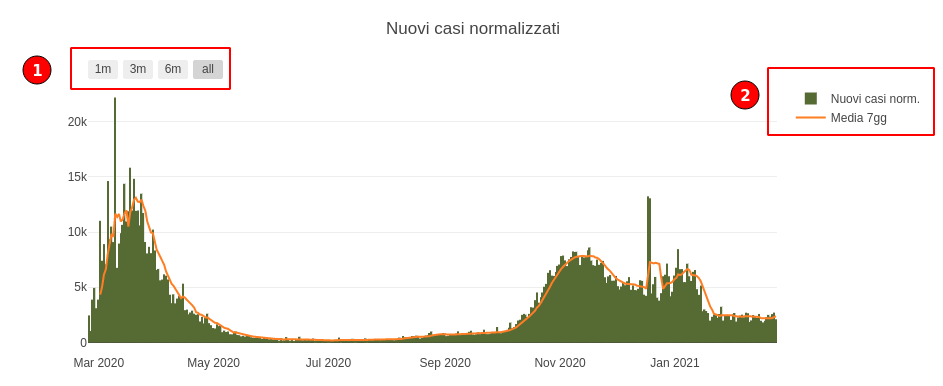 Nuovi casi normalizzati
1
1m 3m 6m all
2
Nuovi casi norm.
Media 7gg
20k
15k
10k
5k
0
Mar 2020 May 2020 Jul 2020 Sep 2020 Nov 2020 Jan 2021